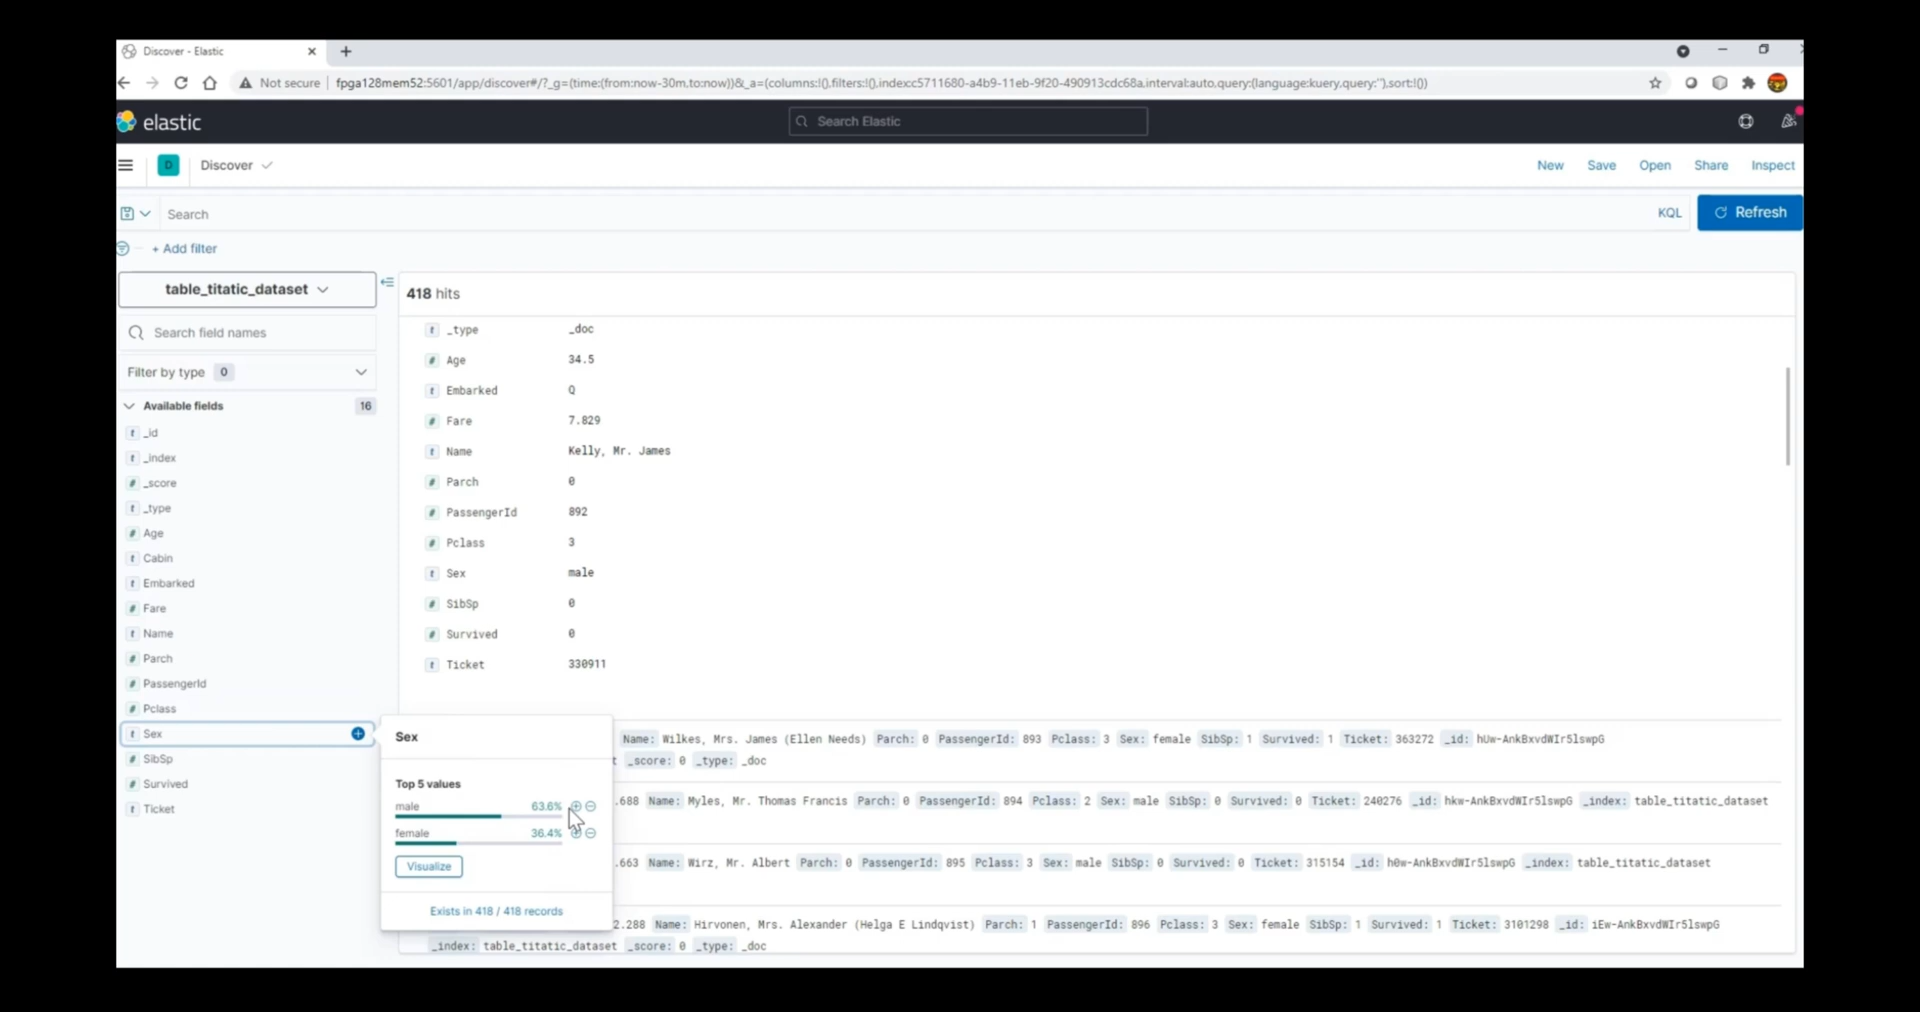 Discover - Elastic
Not secure | fpga128mem52:5601/app/discover#/?_g=(time:(from:now-30m,to:now))&_a=(columns:!(),filters:!(),index:c5711680-a4b9-11eb-9f20-490913cdc68a,interval:auto,query:(language:kuery,query:''),sort:!())
elastic
Search Elastic
D Discover
New Save Open Share Inspect
Search KQL Refresh
+ Add filter
table_titatic_dataset
418 hits
Search field names
Filter by type 0
Available fields 16
t _id
t _index
# _score
t _type
# Age
t Cabin
t Embarked
# Fare
t Name
# Parch
# PassengerId
# Pclass
t Sex
# SibSp
# Survived
t Ticket
t _type _doc
# Age 34.5
t Embarked Q
# Fare 7.829
t Name Kelly, Mr. James
# Parch 0
# PassengerId 892
# Pclass 3
t Sex male
# SibSp 0
# Survived 0
t Ticket 330911
Sex
Top 5 values
male 63.6%
female 36.4%
Visualize
Exists in 418 / 418 records
Name: Wilkes, Mrs. James (Ellen Needs) Parch: 0 PassengerId: 893 Pclass: 3 Sex: female SibSp: 1 Survived: 1 Ticket: 363272 _id: hUw-AnkBxvdWIr5lswpG
t _score: 0 _type: _doc
.688 Name: Myles, Mr. Thomas Francis Parch: 0 PassengerId: 894 Pclass: 2 Sex: male SibSp: 0 Survived: 0 Ticket: 240276 _id: hkw-AnkBxvdWIr5lswpG _index: table_titatic_dataset
.663 Name: Wirz, Mr. Albert Parch: 0 PassengerId: 895 Pclass: 3 Sex: male SibSp: 0 Survived: 0 Ticket: 315154 _id: h0w-AnkBxvdWIr5lswpG _index: table_titatic_dataset
2.288 Name: Hirvonen, Mrs. Alexander (Helga E Lindqvist) Parch: 1 PassengerId: 896 Pclass: 3 Sex: female SibSp: 1 Survived: 1 Ticket: 3101298 _id: iEw-AnkBxvdWIr5lswpG
_index: table_titatic_dataset _score: 0 _type: _doc